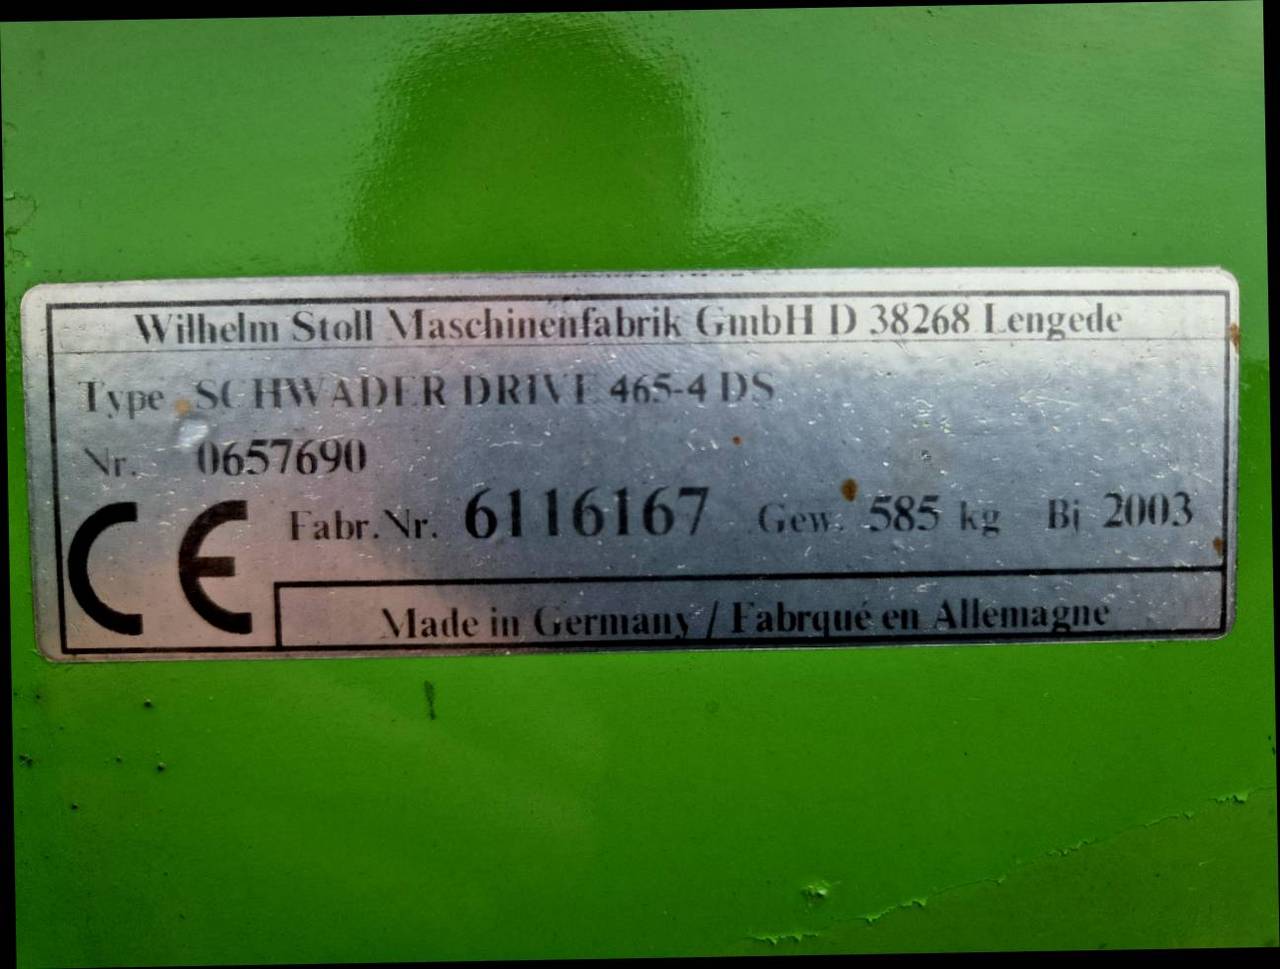 Wilhelm Stoll Maschinenfabrik GmbH D 38268 Lengede
Type SCHWADER DRIVE 465-4 DS
Nr. 0657690
CE Fabr.Nr. 6116167 Gew. 585 kg Bj 2003
Made in Germany / Fabrqué en Allemagne